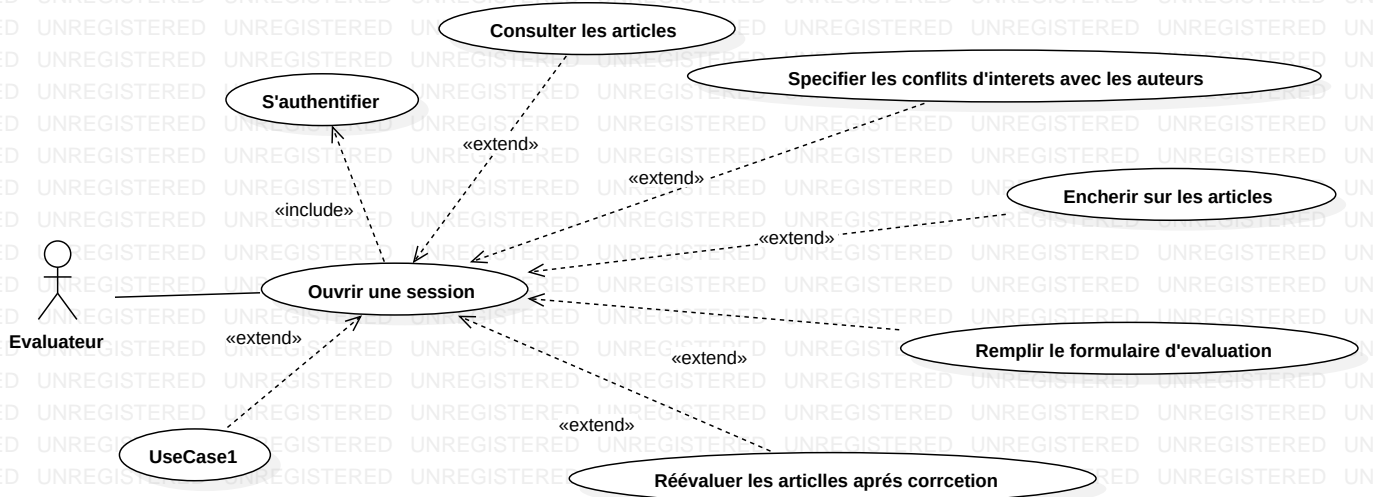 Consulter les articles
Specifier les conflits d'interets avec les auteurs
S'authentifier
«extend»
«extend»
Encherir sur les articles
«include»
«extend»
Ouvrir une session
Evaluateur
«extend»
Remplir le formulaire d'evaluation
«extend»
«extend»
UseCase1
Réévaluer les articlles aprés corrcetion
UNREGISTERED